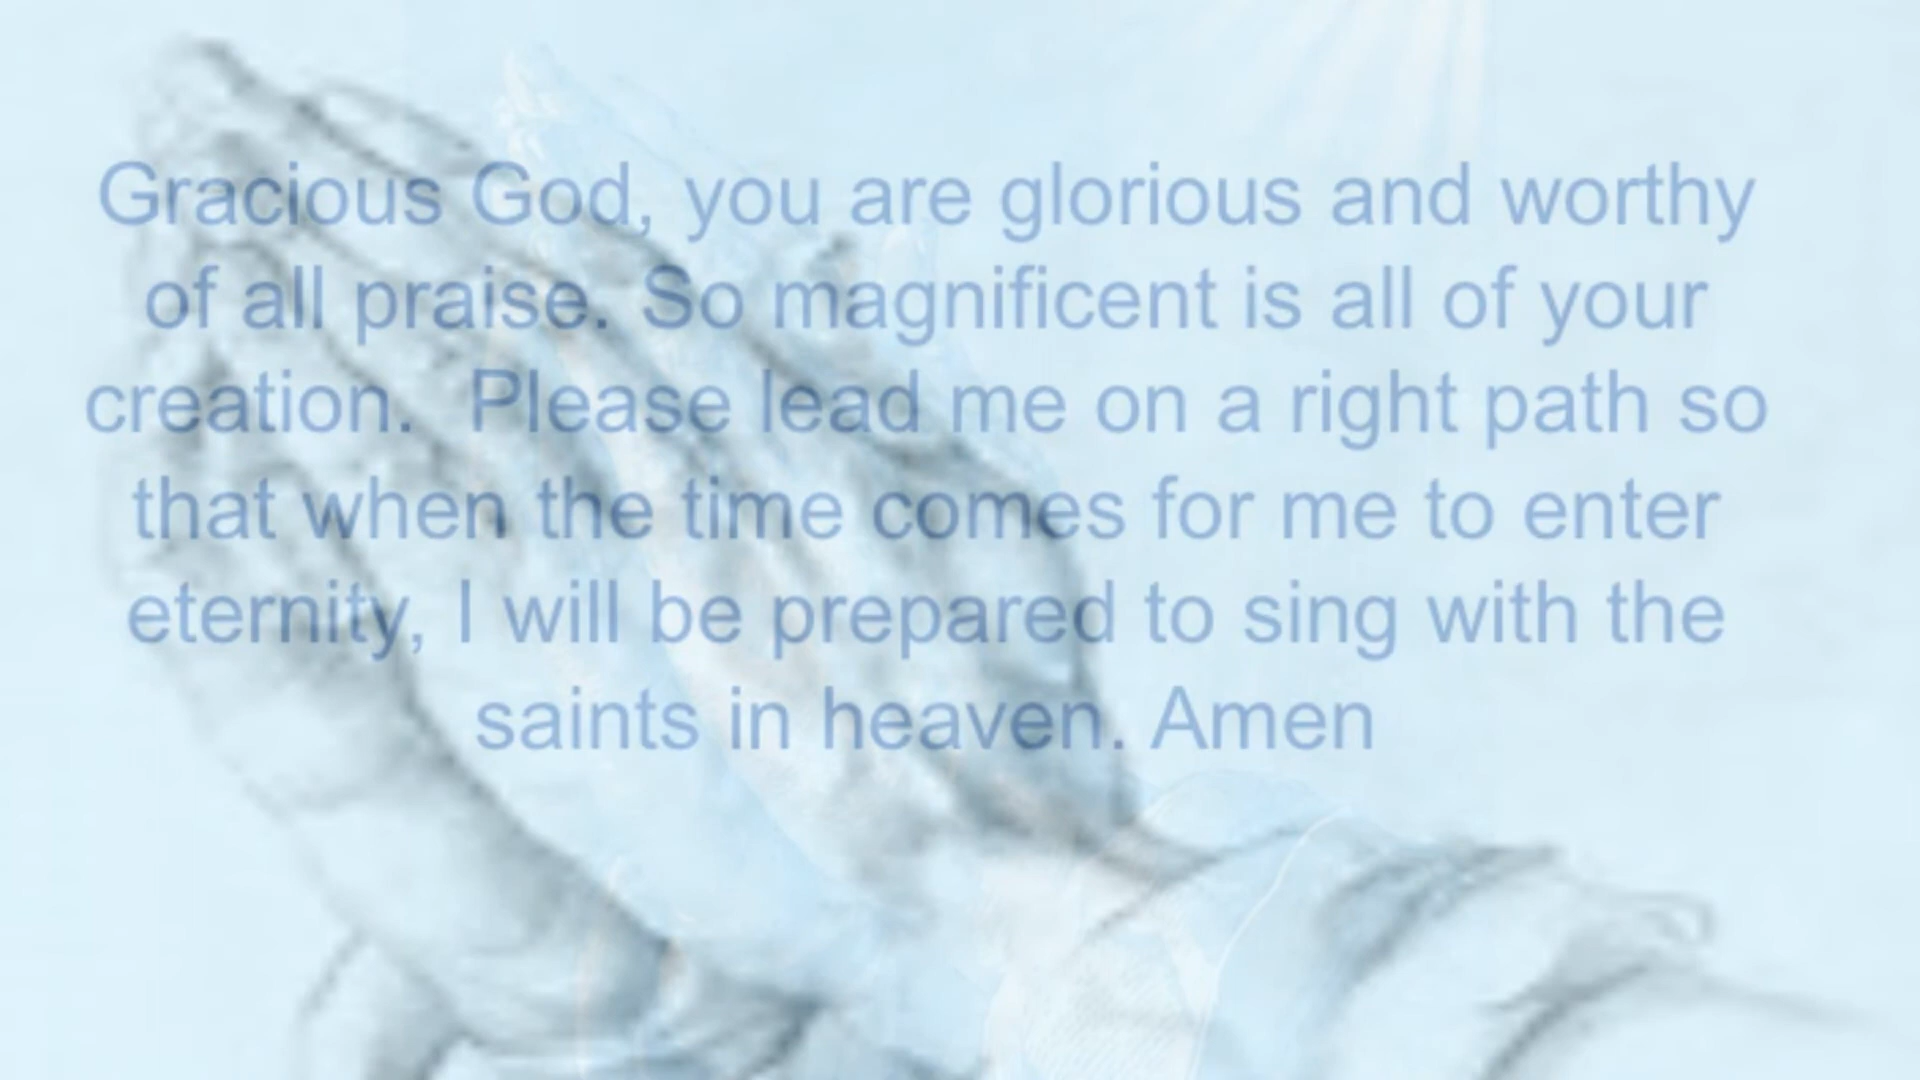 Gracious God, you are glorious and worthy
of all praise. So magnificent is all of your
creation.  Please lead me on a right path so
that when the time comes for me to enter
eternity, I will be prepared to sing with the
saints in heaven. Amen